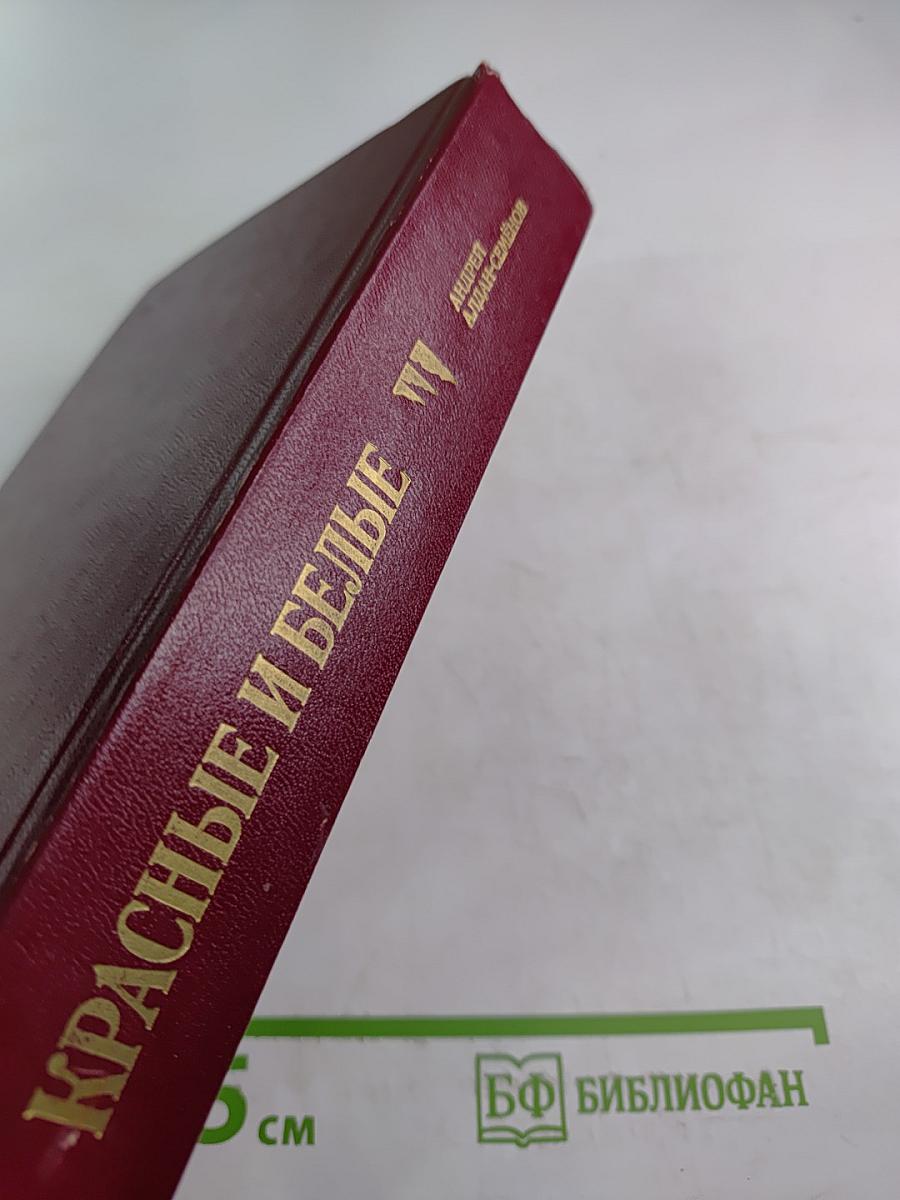 АНДРЕЙ
АЛДАН-СЕМЁНОВ
КРАСНЫЕ И БЕЛЫЕ
5 см
БФ БИБЛИОФАН